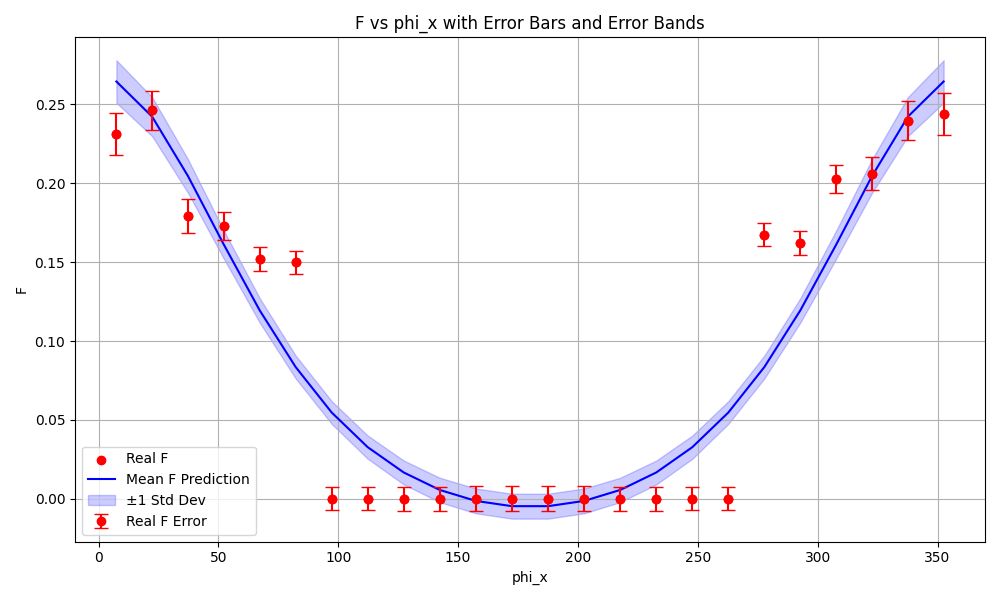 F vs phi_x with Error Bars and Error Bands
F
0.25
0.20
0.15
0.10
0.05
0.00
Real F
Mean F Prediction
±1 Std Dev
Real F Error
0 50 100 150 200 250 300 350
phi_x